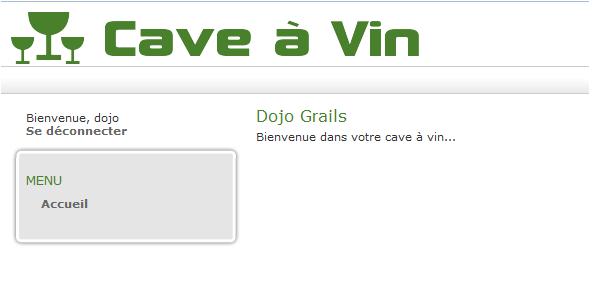 Cave à Vin
Bienvenue, dojo
Se déconnecter
MENU
Accueil
Dojo Grails
Bienvenue dans votre cave à vin...